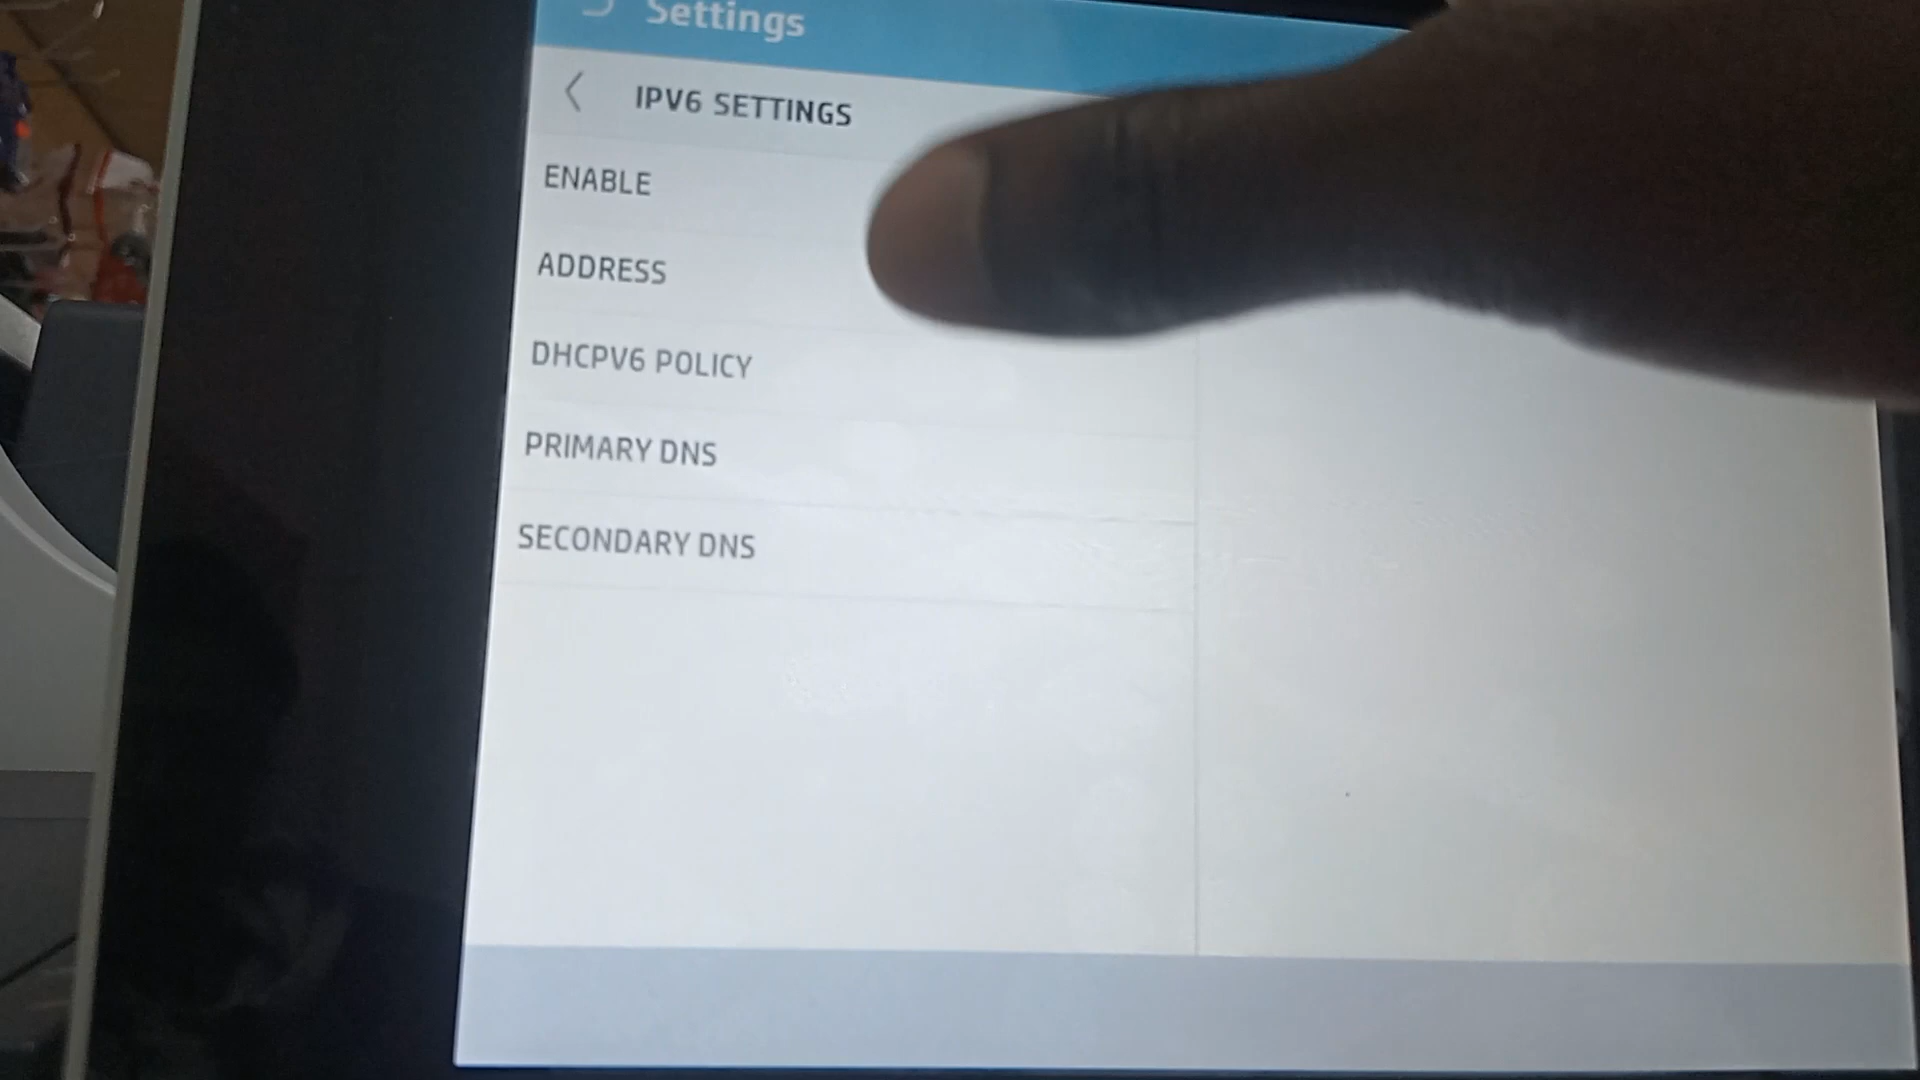 Settings
IPV6 SETTINGS
ENABLE
ADDRESS
DHCPV6 POLICY
PRIMARY DNS
SECONDARY DNS